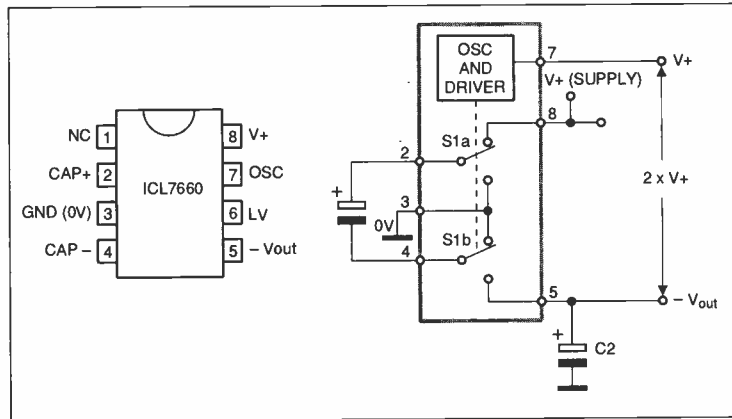 NC 1
CAP+ 2
GND (0V) 3
CAP – 4
ICL7660
8 V+
7 OSC
6 LV
5 – Vout
OSC
AND
DRIVER
7
V+
V+ (SUPPLY)
8
S1a
2
+
3
0V
S1b
4
2 x V+
5
– Vout
+
C2